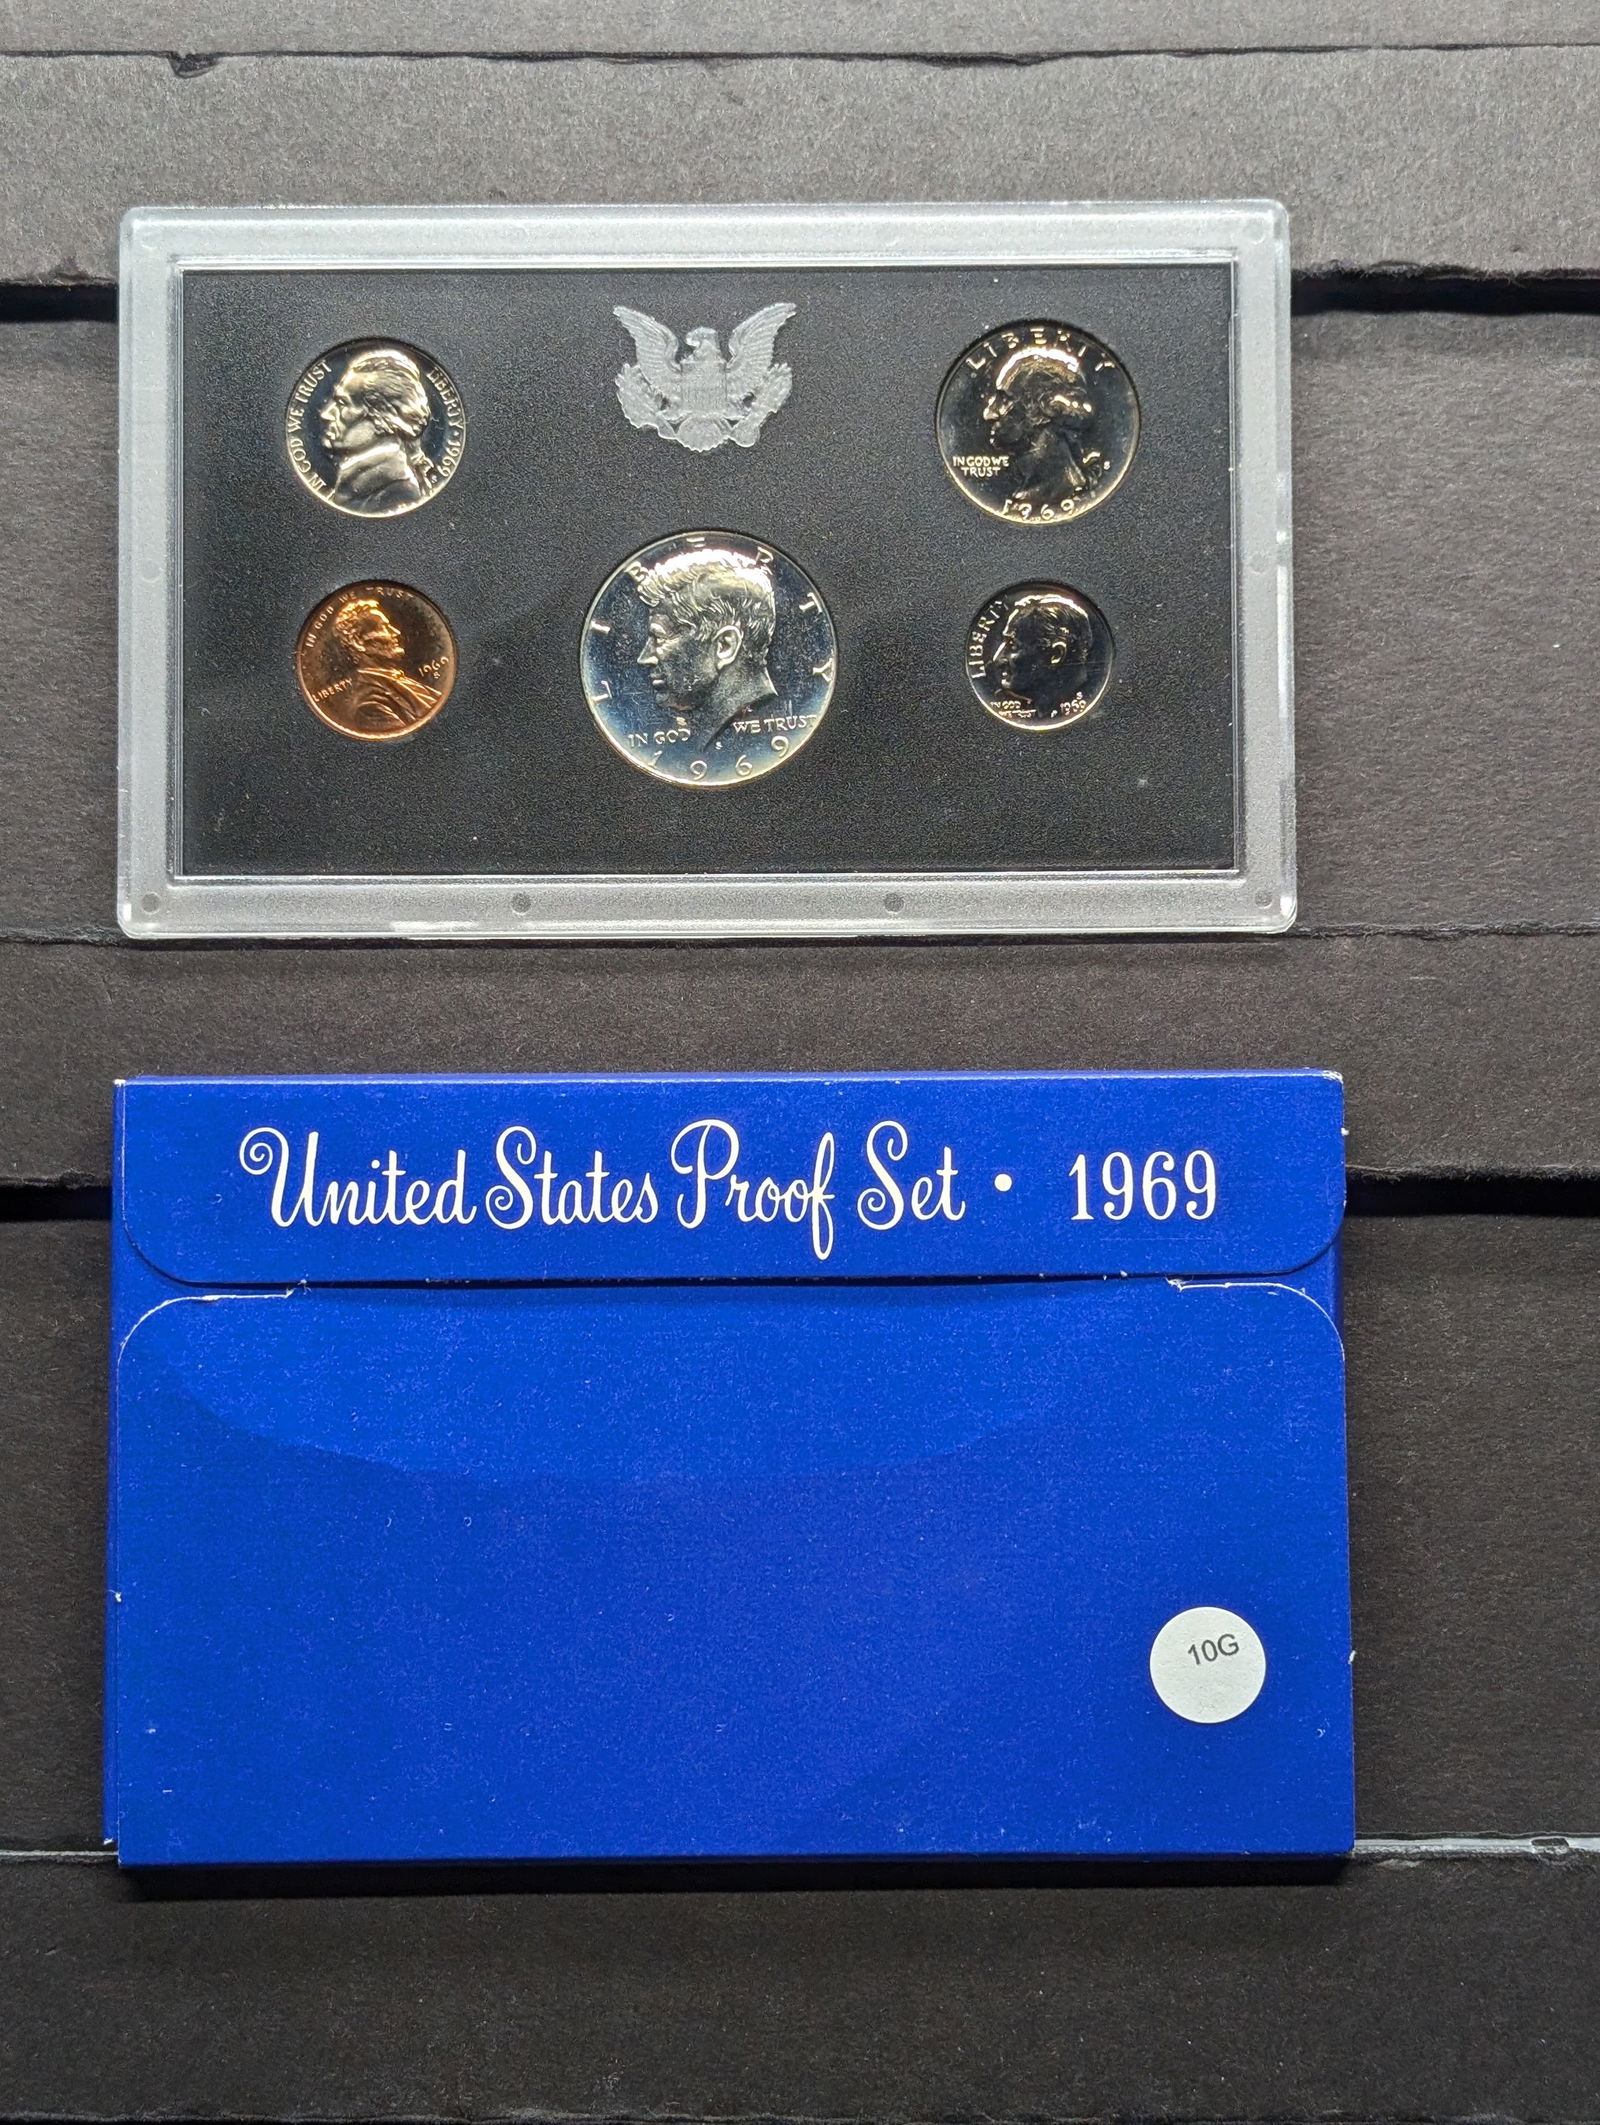 IN GOD WE TRUST
LIBERTY · 1969
S
LIBERTY
IN GOD WE
TRUST
S
1969
IN GOD WE TRUST
LIBERTY
1969
S
LIBERTY
IN GOD WE TRUST
1969
LIBERTY
IN GOD
WE TRUST
S
1969
United States Proof Set · 1969
10G